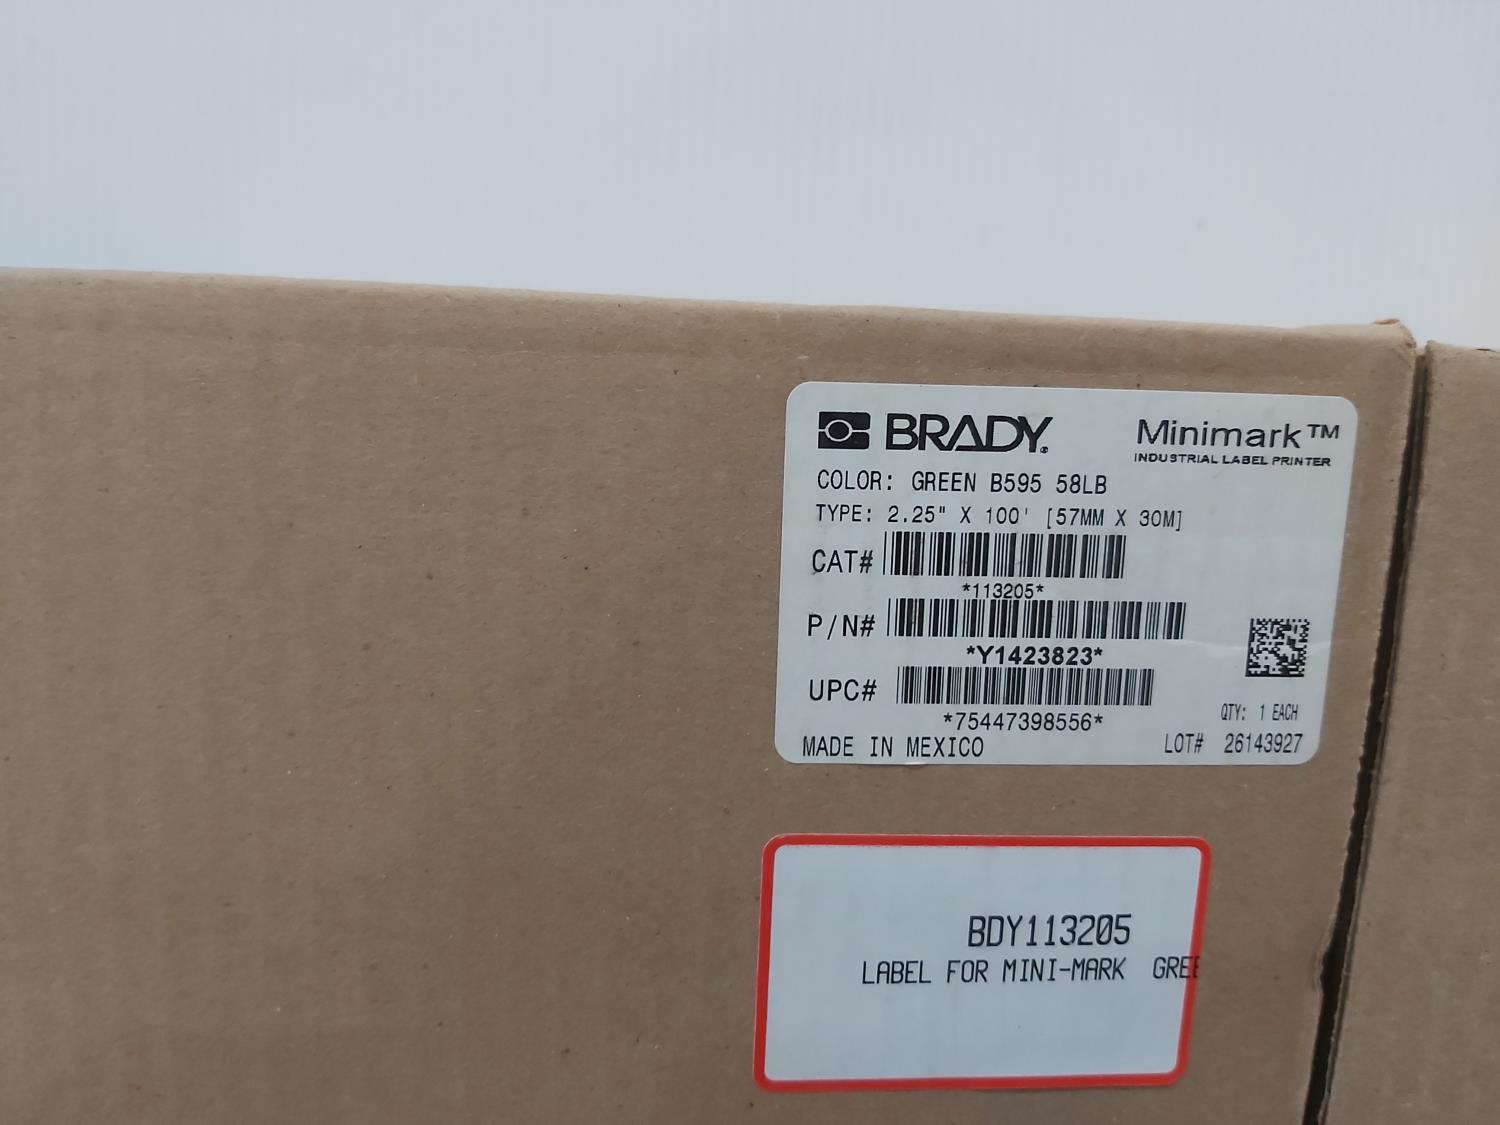 BRADY. Minimark™
INDUSTRIAL LABEL PRINTER
COLOR: GREEN B595 58LB
TYPE: 2.25" X 100' [57MM X 30M]
CAT#
*113205*
P/N#
*Y1423823*
UPC#
*75447398556*
QTY: 1 EACH
MADE IN MEXICO LOT# 26143927
BDY113205
LABEL FOR MINI-MARK GREE